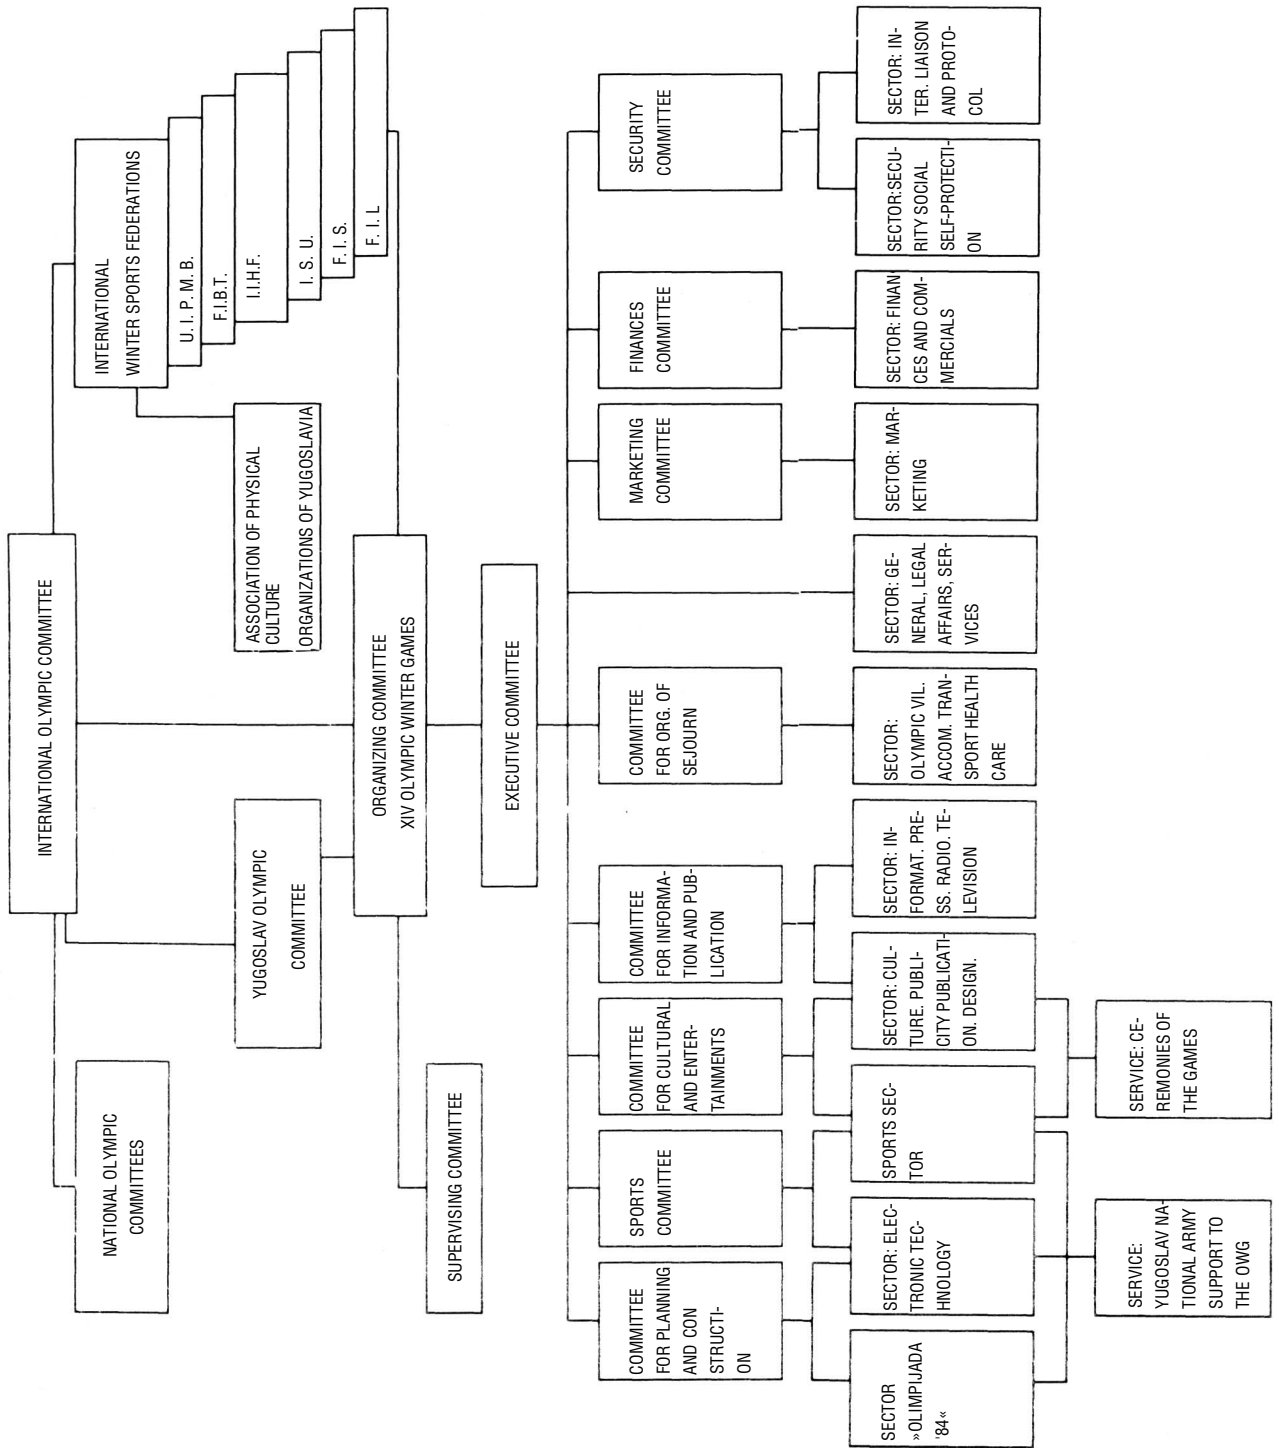 INTERNATIONAL OLYMPIC COMMITTEE
NATIONAL OLYMPIC
COMMITTEES
INTERNATIONAL
WINTER SPORTS FEDERATIONS
U. I. P. M. B.
F.I.B.T.
I.I.H.F.
I. S. U.
F. I. S.
F. I. L
YUGOSLAV OLYMPIC
COMMITTEE
ASSOCIATION OF PHYSICAL
CULTURE
ORGANIZATIONS OF YUGOSLAVIA
ORGANIZING COMMITTEE
XIV OLYMPIC WINTER GAMES
SUPERVISING COMMITTEE
EXECUTIVE COMMITTEE
COMMITTEE
FOR PLANNING
AND CON
STRUCTI-
ON
SPORTS
COMMITTEE
COMMITTEE
FOR CULTURAL
AND ENTER-
TAINMENTS
COMMITTEE
FOR INFORMA-
TION AND PUB-
LICATION
COMMITTEE
FOR ORG. OF
SEJOURN
MARKETING
COMMITTEE
FINANCES
COMMITTEE
SECURITY
COMMITTEE
SECTOR
»OLIMPIJADA
'84«
SECTOR: ELEC-
TRONIC TEC-
HNOLOGY
SPORTS SEC-
TOR
SECTOR: CUL-
TURE. PUBLI-
CITY PUBLICATI-
ON. DESIGN.
SECTOR: IN-
FORMAT. PRE-
SS. RADIO. TE-
LEVISION
SECTOR:
OLYMPIC VIL.
ACCOM. TRAN-
SPORT HEALTH
CARE
SECTOR: GE-
NERAL, LEGAL
AFFAIRS, SER-
VICES
SECTOR: MAR-
KETING
SECTOR: FINAN
CES AND COM-
MERCIALS
SECTOR:SECU-
RITY SOCIAL
SELF-PROTECTI-
ON
SECTOR: IN-
TER. LIAISON
AND PROTO-
COL
SERVICE:
YUGOSLAV NA-
TIONAL ARMY
SUPPORT TO
THE OWG
SERVICE: CE-
REMONIES OF
THE GAMES